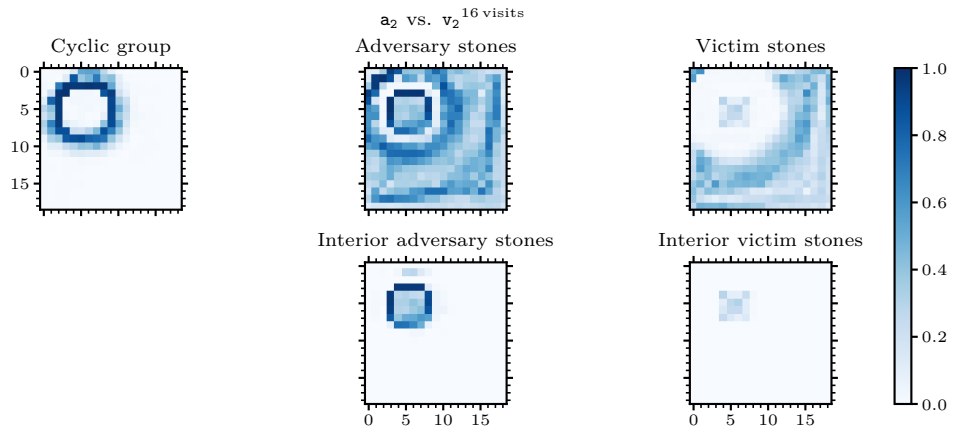 a₂ vs. v₂¹⁶ ᵛⁱˢⁱᵗˢ
Cyclic group
Adversary stones
Victim stones
0
5
10
15
1.0
0.8
0.6
0.4
0.2
0.0
Interior adversary stones
Interior victim stones
0 5 10 15
0 5 10 15